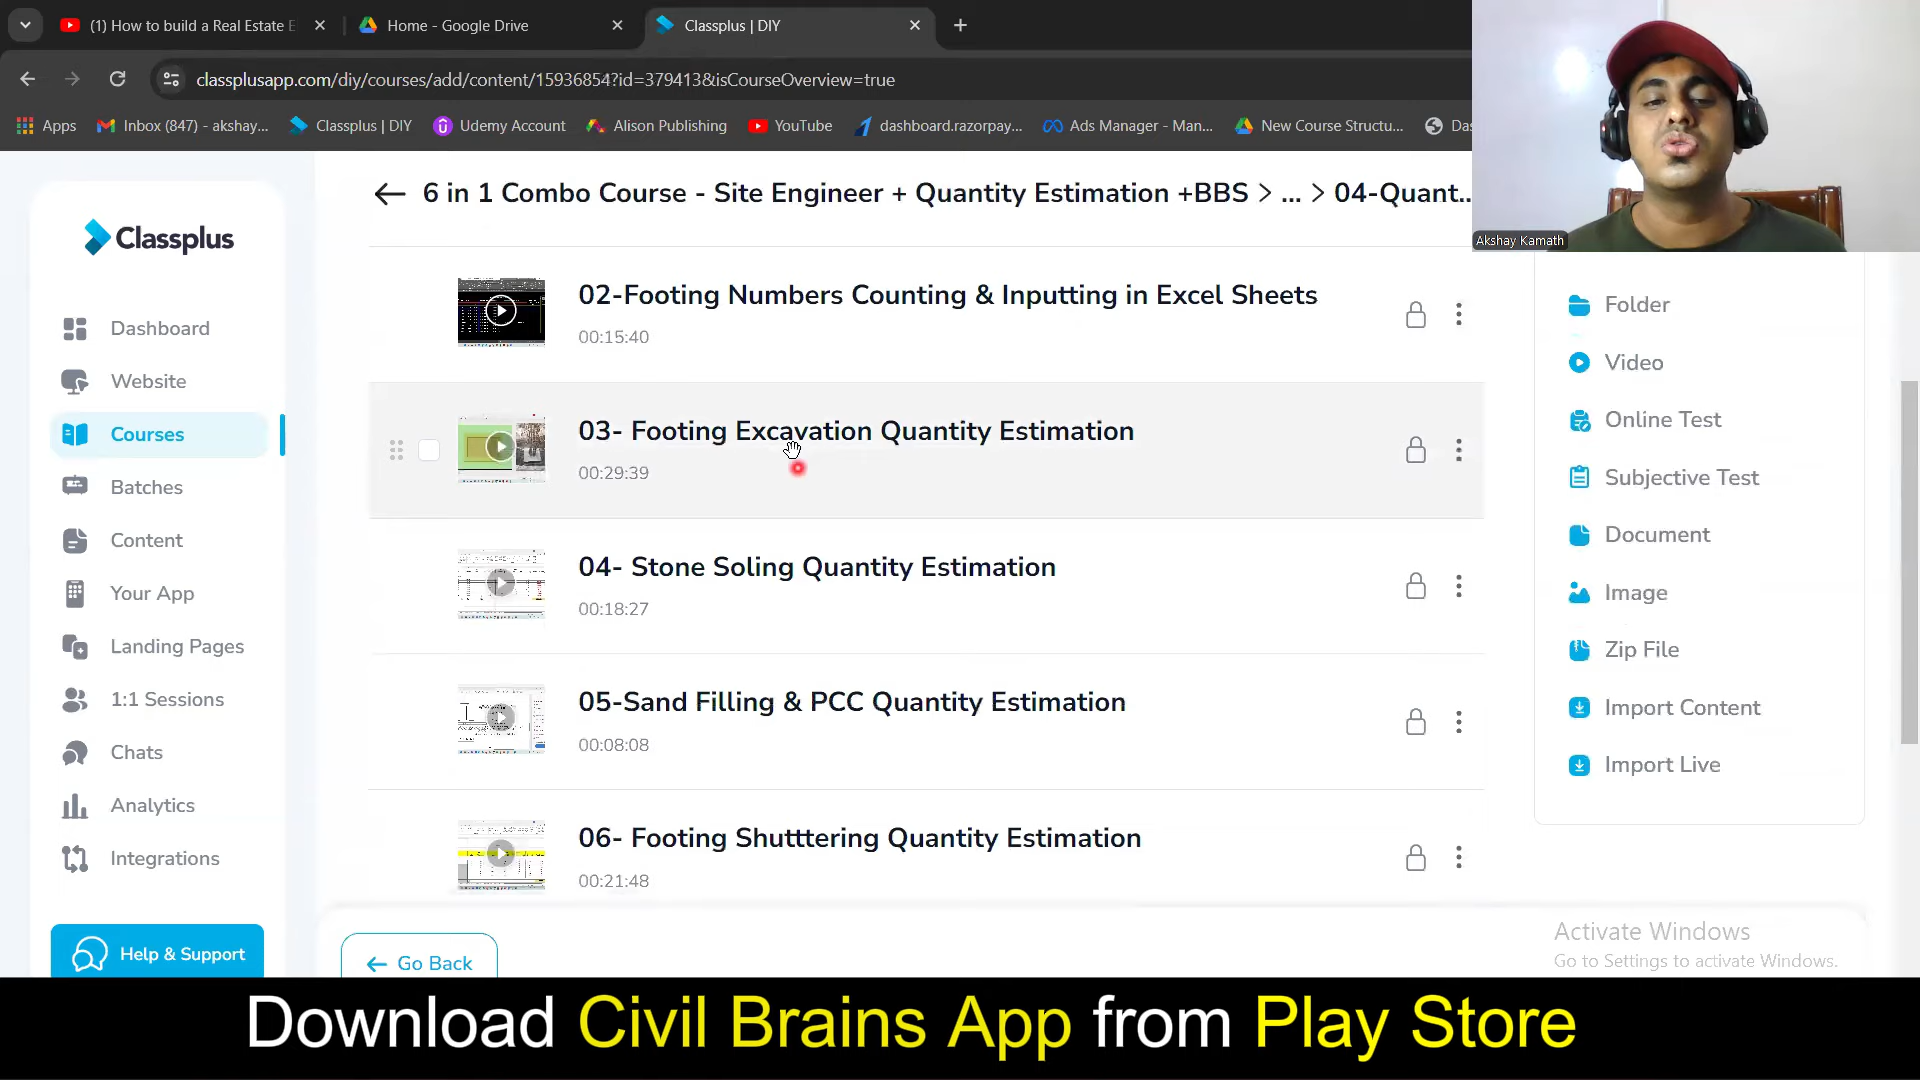 (1) How to build a Real Estate E
Home - Google Drive
Classplus | DIY
classplusapp.com/diy/courses/add/content/15936854?id=379413&isCourseOverview=true
Apps
Inbox (847) - akshay...
Classplus | DIY
Udemy Account
Alison Publishing
YouTube
dashboard.razorpay...
Ads Manager - Man...
New Course Structu...
Das
Akshay Kamath
Classplus
Dashboard
Website
Courses
Batches
Content
Your App
Landing Pages
1:1 Sessions
Chats
Analytics
Integrations
Help & Support
6 in 1 Combo Course - Site Engineer + Quantity Estimation +BBS > ... > 04-Quant...
02-Footing Numbers Counting & Inputting in Excel Sheets
00:15:40
03- Footing Excavation Quantity Estimation
00:29:39
04- Stone Soling Quantity Estimation
00:18:27
05-Sand Filling & PCC Quantity Estimation
00:08:08
06- Footing Shutttering Quantity Estimation
00:21:48
Go Back
Folder
Video
Online Test
Subjective Test
Document
Image
Zip File
Import Content
Import Live
Activate Windows
Go to Settings to activate Windows.
Download Civil Brains App from Play Store